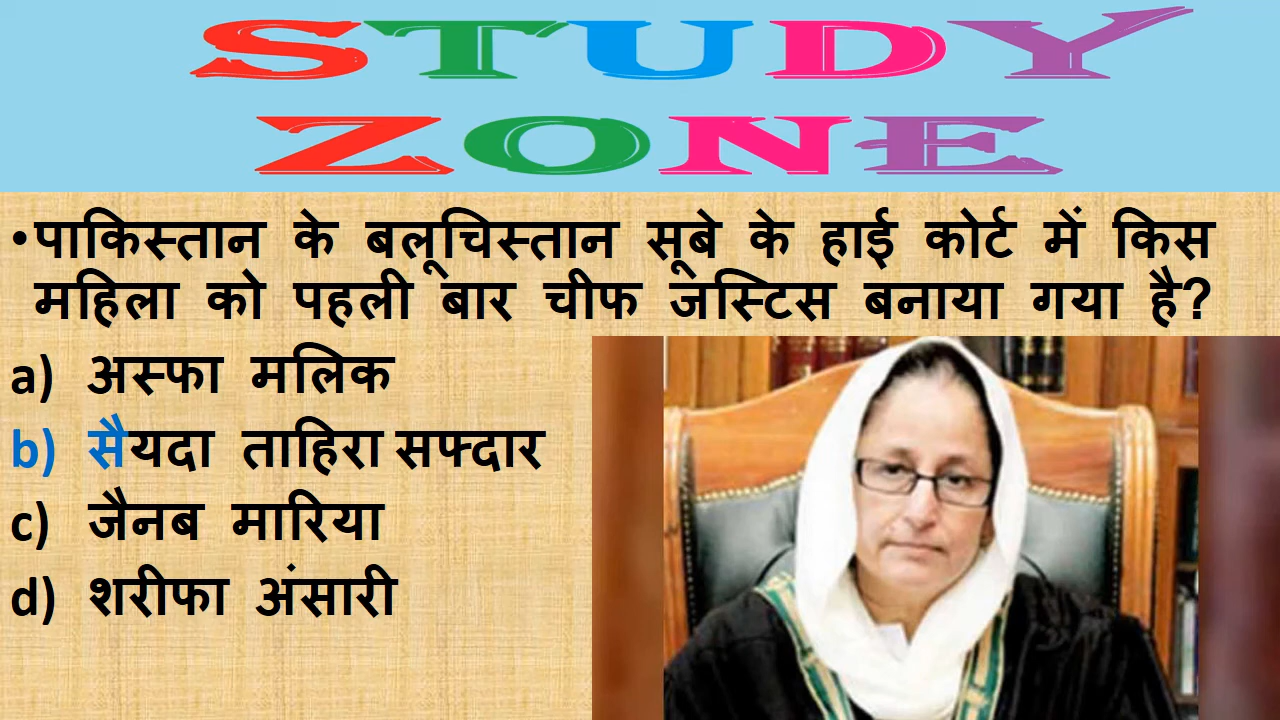 STUDY
ZONE
•पाकिस्तान के बलूचिस्तान सूबे के हाई कोर्ट में किस
महिला को पहली बार चीफ जस्टिस बनाया गया है?
a) अस्फा मलिक
b) सैयदा ताहिरा सफ्दार
c) जैनब मारिया
d) शरीफा अंसारी